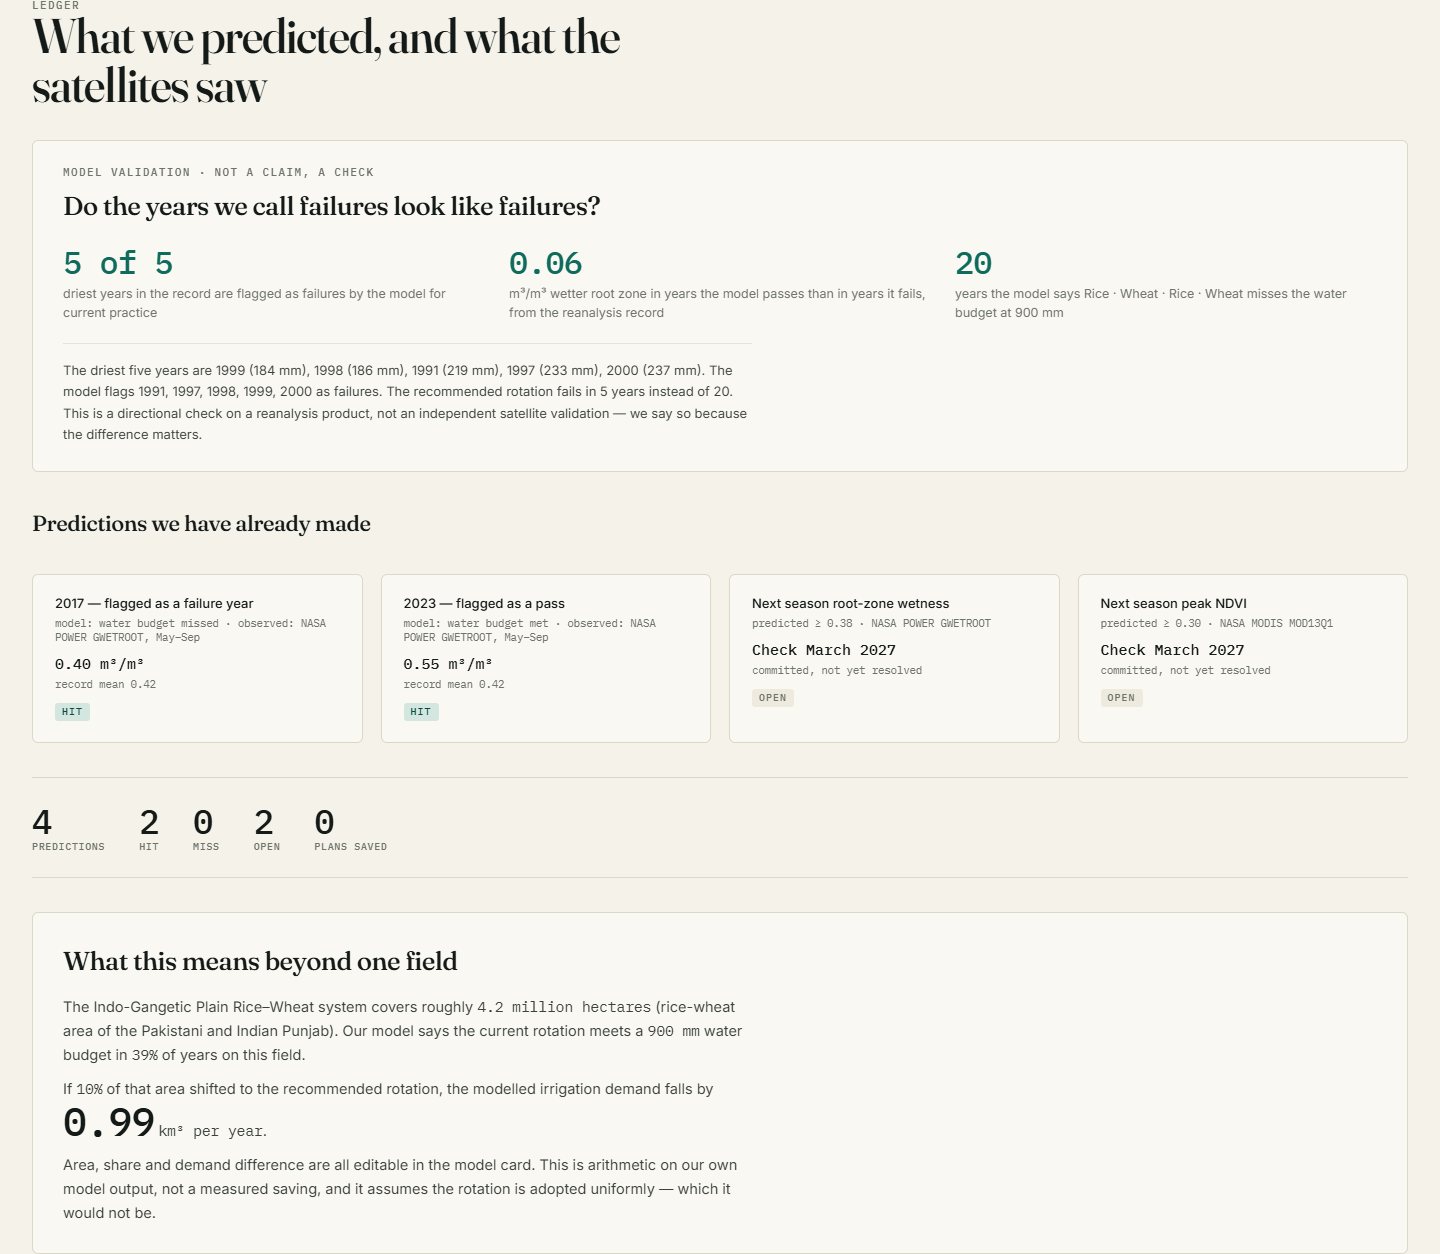 LEDGER
What we predicted, and what the
satellites saw
MODEL VALIDATION · NOT A CLAIM, A CHECK
Do the years we call failures look like failures?
5 of 5
driest years in the record are flagged as failures by the model for
current practice
0.06
m³/m³ wetter root zone in years the model passes than in years it fails,
from the reanalysis record
20
years the model says Rice · Wheat · Rice · Wheat misses the water
budget at 900 mm
The driest five years are 1999 (184 mm), 1998 (186 mm), 1991 (219 mm), 1997 (233 mm), 2000 (237 mm). The
model flags 1991, 1997, 1998, 1999, 2000 as failures. The recommended rotation fails in 5 years instead of 20.
This is a directional check on a reanalysis product, not an independent satellite validation — we say so because
the difference matters.
Predictions we have already made
2017 — flagged as a failure year
model: water budget missed · observed: NASA
POWER GWETROOT, May–Sep
0.40 m³/m³
record mean 0.42
HIT
2023 — flagged as a pass
model: water budget met · observed: NASA
POWER GWETROOT, May–Sep
0.55 m³/m³
record mean 0.42
HIT
Next season root-zone wetness
predicted ≥ 0.38 · NASA POWER GWETROOT
Check March 2027
committed, not yet resolved
OPEN
Next season peak NDVI
predicted ≥ 0.30 · NASA MODIS MOD13Q1
Check March 2027
committed, not yet resolved
OPEN
4
PREDICTIONS
2
HIT
0
MISS
2
OPEN
0
PLANS SAVED
What this means beyond one field
The Indo-Gangetic Plain Rice–Wheat system covers roughly 4.2 million hectares (rice-wheat
area of the Pakistani and Indian Punjab). Our model says the current rotation meets a 900 mm water
budget in 39% of years on this field.
If 10% of that area shifted to the recommended rotation, the modelled irrigation demand falls by
0.99 km³ per year.
Area, share and demand difference are all editable in the model card. This is arithmetic on our own
model output, not a measured saving, and it assumes the rotation is adopted uniformly — which it
would not be.